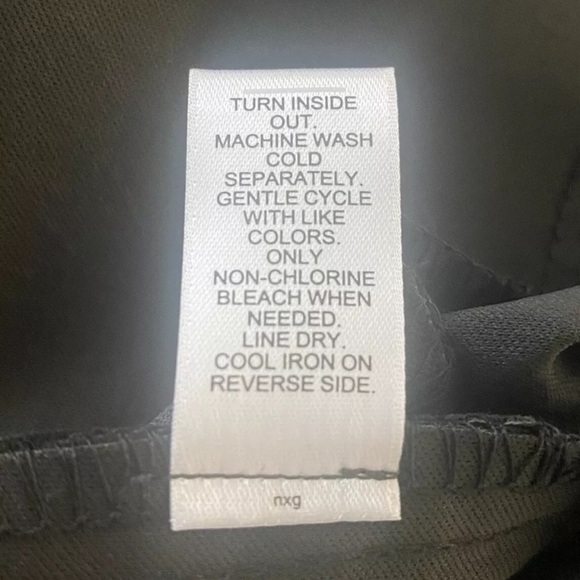 TURN INSIDE
OUT.
MACHINE WASH
COLD
SEPARATELY.
GENTLE CYCLE
WITH LIKE
COLORS.
ONLY
NON-CHLORINE
BLEACH WHEN
NEEDED.
LINE DRY.
COOL IRON ON
REVERSE SIDE.
nxg